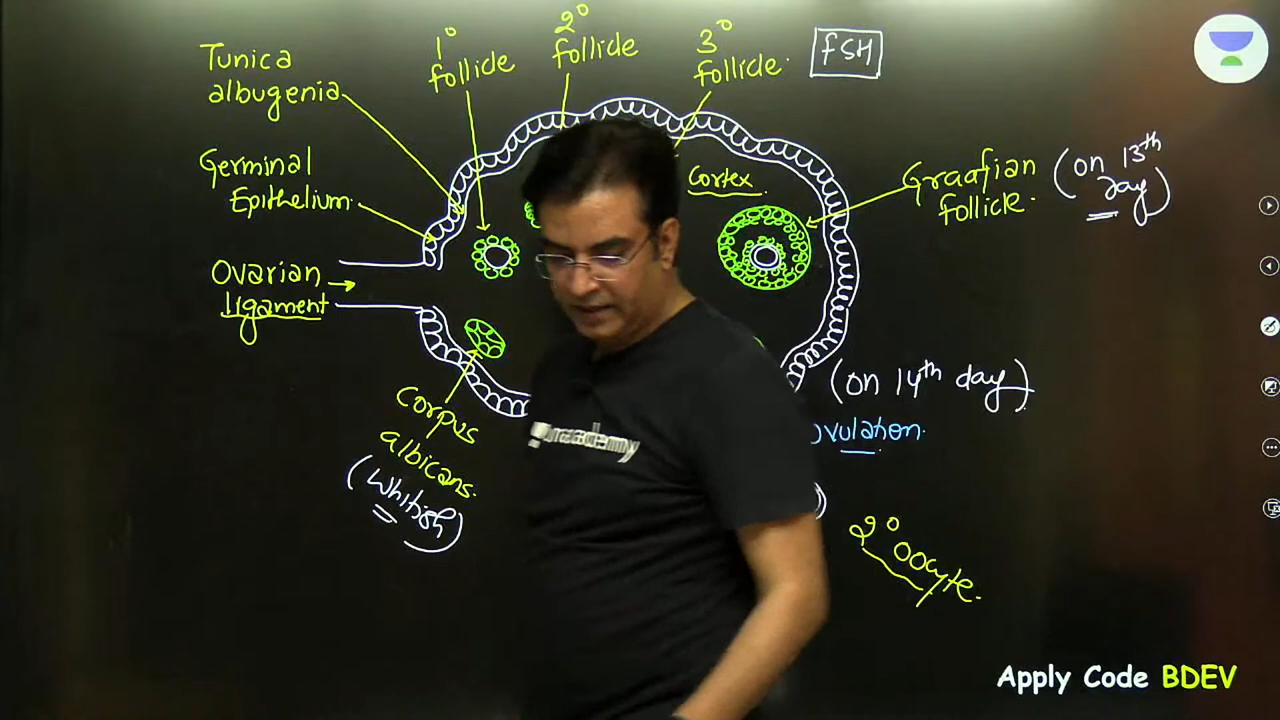 Tunica
albugenia
Germinal
Epithelium
Ovarian
ligament
1° follicle
2° follicle
3° follicle
FSH
Cortex
Graafian
follicle
(on 13th
day)
(on 14th day)
ovulation
2° oocyte
corpus
albicans
(whitish)
unacademy
Apply Code BDEV